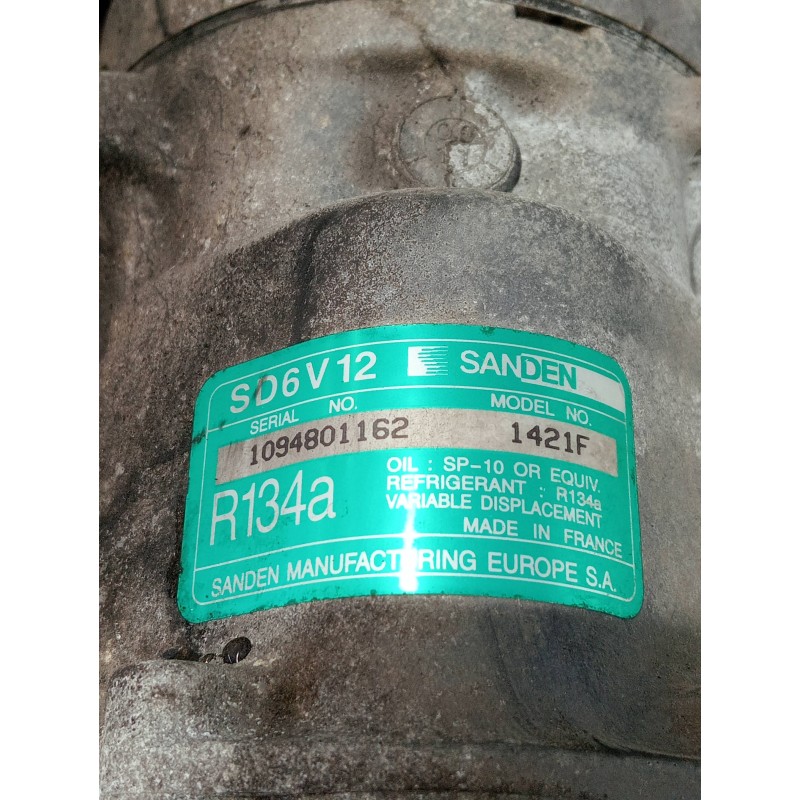 SD6V12 SANDEN
SERIAL NO. MODEL NO.
1094801162 1421F
R134a
OIL : SP-10 OR EQUIV.
REFRIGERANT : R134a
VARIABLE DISPLACEMENT
MADE IN FRANCE
SANDEN MANUFACTURING EUROPE S.A.